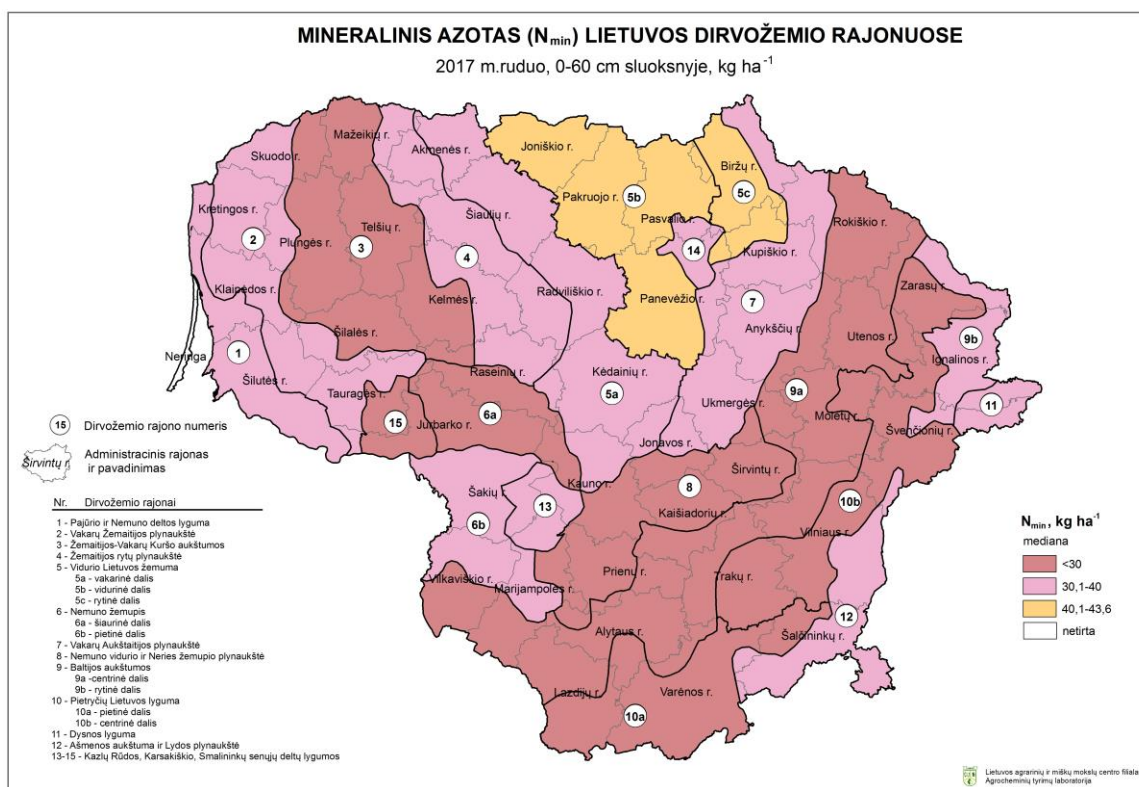 MINERALINIS AZOTAS (Nmin) LIETUVOS DIRVOŽEMIO RAJONUOSE
2017 m.ruduo, 0-60 cm sluoksnyje, kg ha-1
Mažeikių r.
Skuodo r.
Akmenės r.
Joniškio r.
Biržų r.
5c
Pakruojo r.
5b
Kretingos r.
Šiaulių r.
Pasvalio r.
Rokiškio r.
2
Plungės r.
Telšių r.
3
4
14
Kupiškio r.
Klaipėdos r.
Kelmės r.
Radviliškio r.
Panevėžio r.
7
Zarasų r.
Anykščių r.
Šilalės r.
Utenos r.
9b
Neringa
1
Ignalinos r.
Šilutės r.
Raseinių r.
Kėdainių r.
5a
9a
Tauragės r.
Ukmergės r.
Molėtų r.
11
15
Jurbarko r.
6a
Švenčionių r.
Jonavos r.
Širvintų r.
Šakių r.
Kauno r.
8
Kaišiadorių r.
10b
13
6b
Vilniaus r.
Vilkaviškio r.
Prienų r.
Trakų r.
Marijampolės r.
12
Alytaus r.
Šalčininkų r.
Lazdijų r.
Varėnos r.
10a
15 Dirvožemio rajono numeris
Širvintų r. Administracinis rajonas
ir pavadinimas
Nr. Dirvožemio rajonai
1 - Pajūrio ir Nemuno deltos lyguma
2 - Vakarų Žemaitijos plynaukštė
3 - Žemaitijos-Vakarų Kuršo aukštumos
4 - Žemaitijos rytų plynaukštė
5 - Vidurio Lietuvos žemuma
5a - vakarinė dalis
5b - vidurinė dalis
5c - rytinė dalis
6 - Nemuno žemupis
6a - šiaurinė dalis
6b - pietinė dalis
7 - Vakarų Aukštaitijos plynaukštė
8 - Nemuno vidurio ir Neries žemupio plynaukštė
9 - Baltijos aukštumos
9a -centrinė dalis
9b - rytinė dalis
10 - Pietryčių Lietuvos lyguma
10a - pietinė dalis
10b - centrinė dalis
11 - Dysnos lyguma
12 - Ašmenos aukštuma ir Lydos plynaukštė
13-15 - Kazlų Rūdos, Karsakiškio, Smalininkų senųjų deltų lygumos
Nmin, kg ha-1
mediana
<30
30,1-40
40,1-43,6
netirta
Lietuvos agrarinių ir miškų mokslų centro filialas
Agrocheminių tyrimų laboratorija